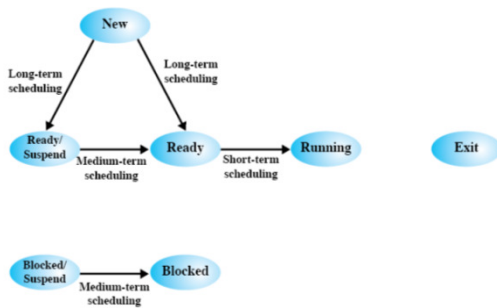 New
Long-term
scheduling
Long-term
scheduling
Ready/
Suspend
Medium-term
scheduling
Ready
Short-term
scheduling
Running
Exit
Blocked/
Suspend
Medium-term
scheduling
Blocked